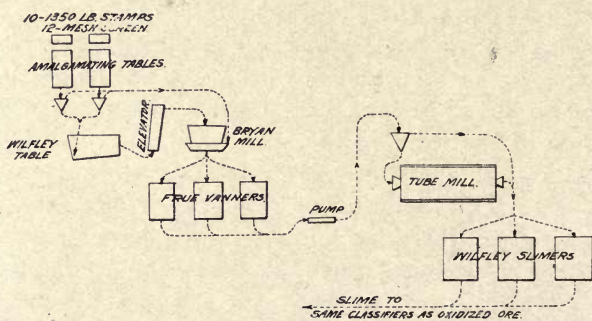 10-1350 LB. STAMPS
12-MESH SCREEN
AMALGAMATING TABLES.
WILFLEY
TABLE
ELEVATOR
BRYAN
MILL.
FRUE VANNERS
PUMP
TUBE MILL.
WILFLEY SLIMERS
SLIME TO
SAME CLASSIFIERS AS OXIDIZED ORE.